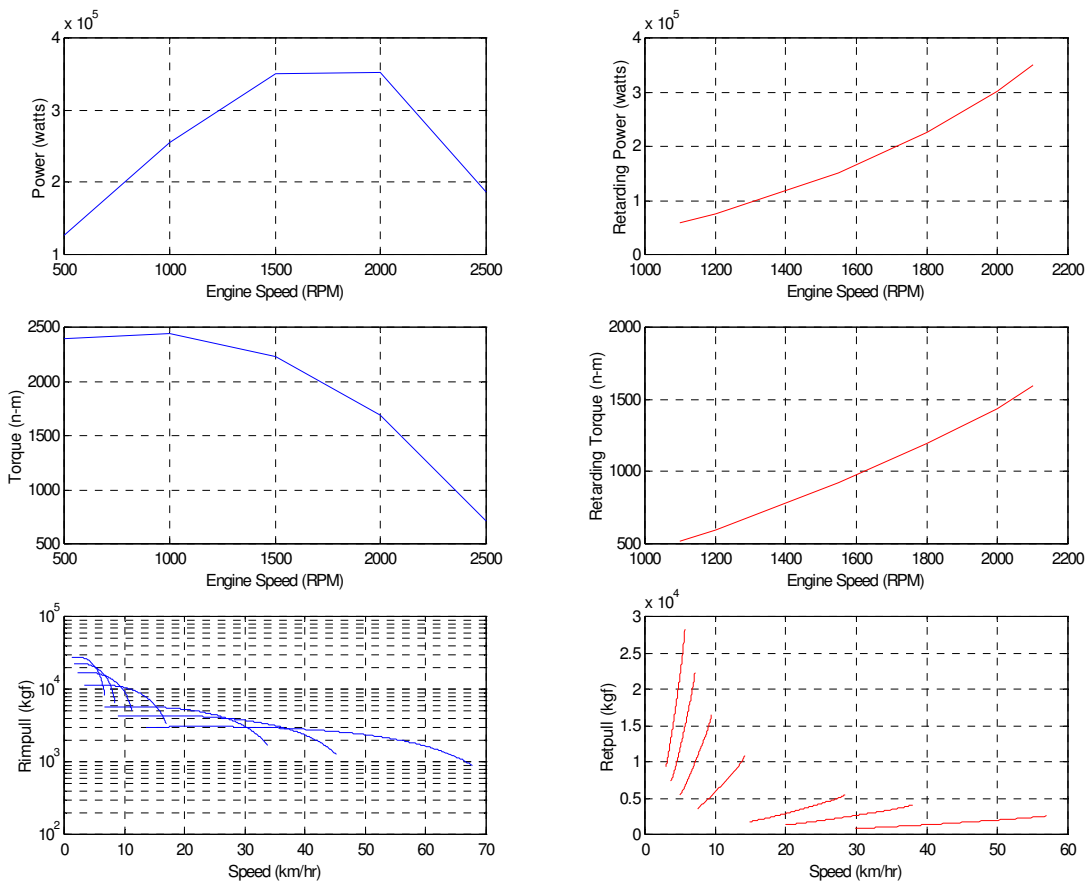 x 10^5
4
3
2
1
Power (watts)
500 1000 1500 2000 2500
Engine Speed (RPM)
x 10^5
4
3
2
1
0
Retarding Power (watts)
1000 1200 1400 1600 1800 2000 2200
Engine Speed (RPM)
2500
2000
1500
1000
500
Torque (n-m)
500 1000 1500 2000 2500
Engine Speed (RPM)
2000
1500
1000
500
Retarding Torque (n-m)
1000 1200 1400 1600 1800 2000 2200
Engine Speed (RPM)
10^5
10^4
10^3
10^2
Rimpull (kgf)
0 10 20 30 40 50 60 70
Speed (km/hr)
x 10^4
3
2.5
2
1.5
1
0.5
0
Retpull (kgf)
0 10 20 30 40 50 60
Speed (km/hr)